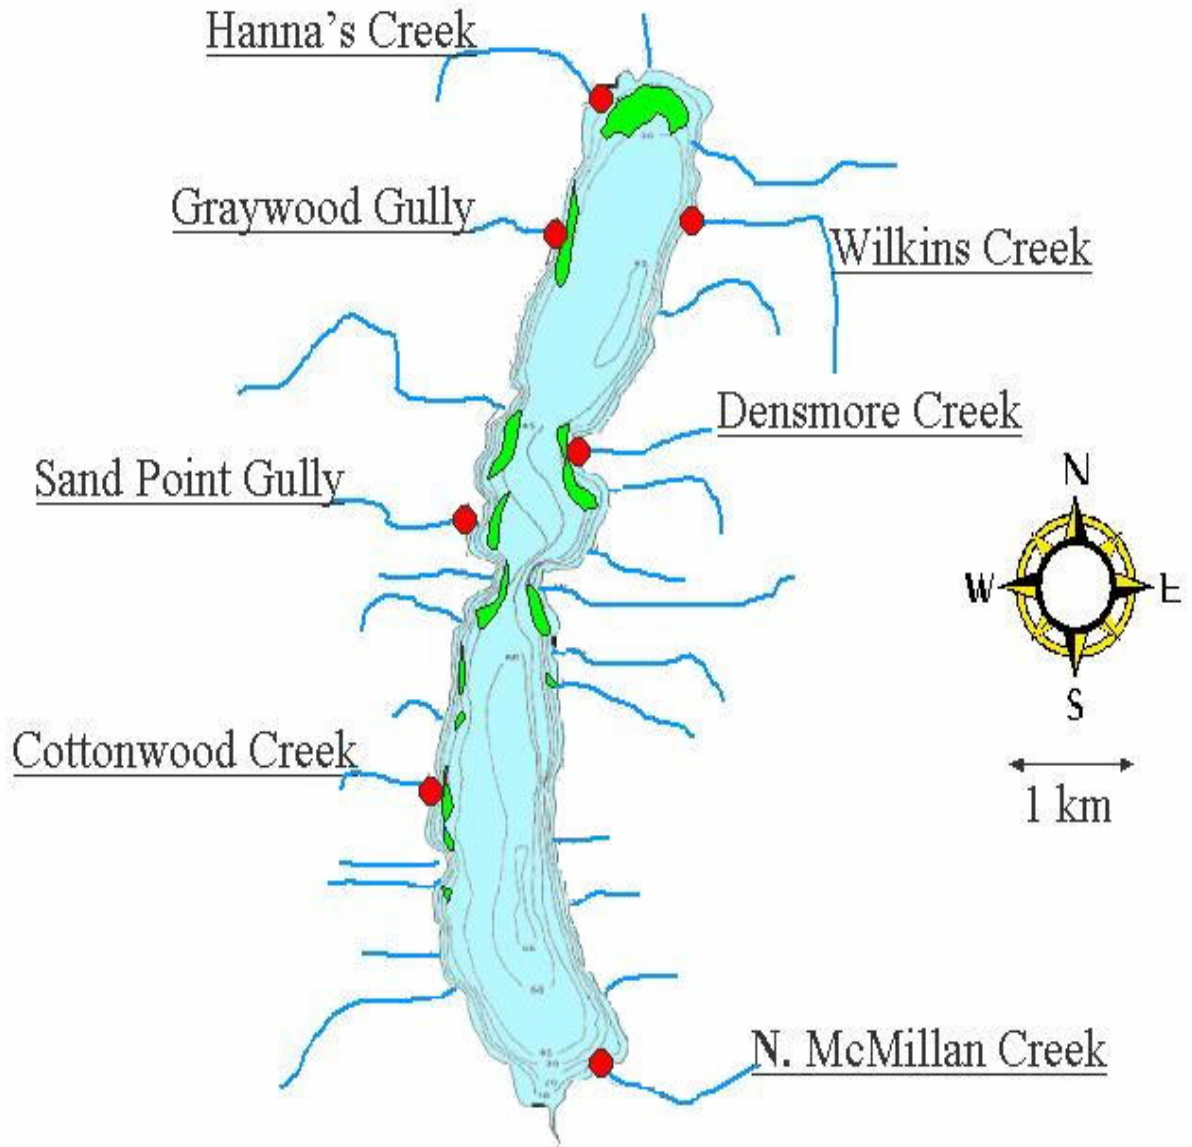 Hanna's Creek
Graywood Gully
Wilkins Creek
Densmore Creek
Sand Point Gully
N
W
E
S
Cottonwood Creek
1 km
N. McMillan Creek